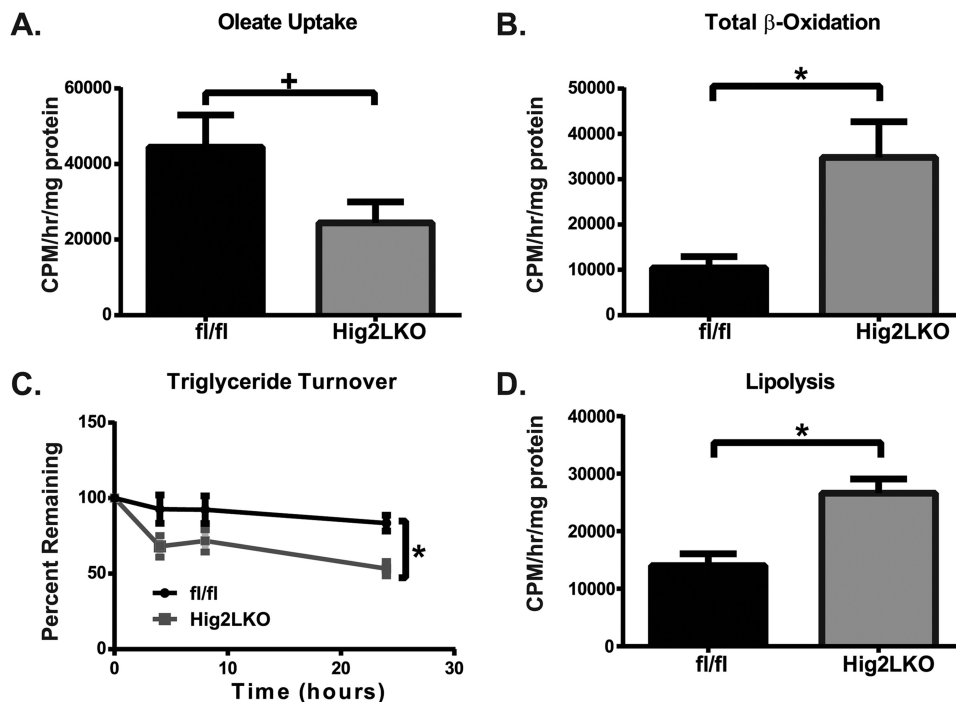 A.
Oleate Uptake
+
CPM/hr/mg protein
60000
40000
20000
0
fl/fl
Hig2LKO
B.
Total β-Oxidation
*
CPM/hr/mg protein
50000
40000
30000
20000
10000
0
fl/fl
Hig2LKO
C.
Triglyceride Turnover
Percent Remaining
150
100
50
0
*
fl/fl
Hig2LKO
0
10
20
30
Time (hours)
D.
Lipolysis
*
CPM/hr/mg protein
40000
30000
20000
10000
0
fl/fl
Hig2LKO